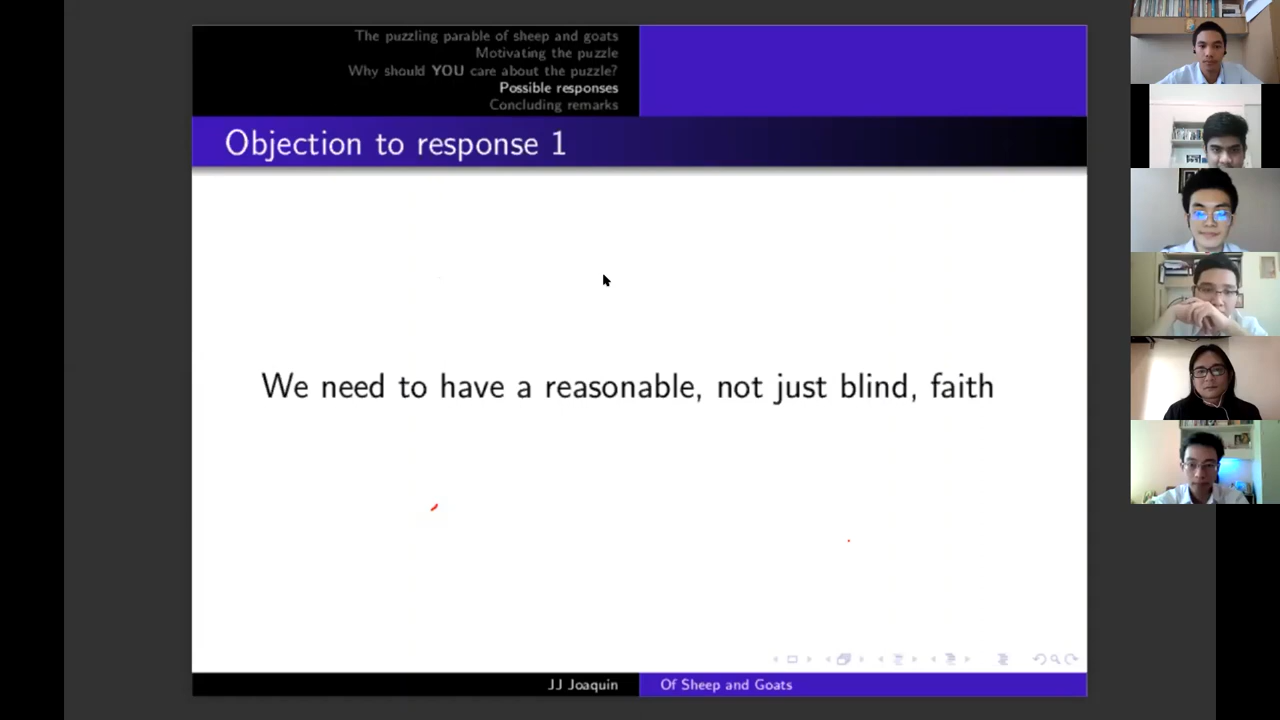 The puzzling parable of sheep and goats
Motivating the puzzle
Why should YOU care about the puzzle?
Possible responses
Concluding remarks
Objection to response 1
We need to have a reasonable, not just blind, faith
JJ Joaquin
Of Sheep and Goats